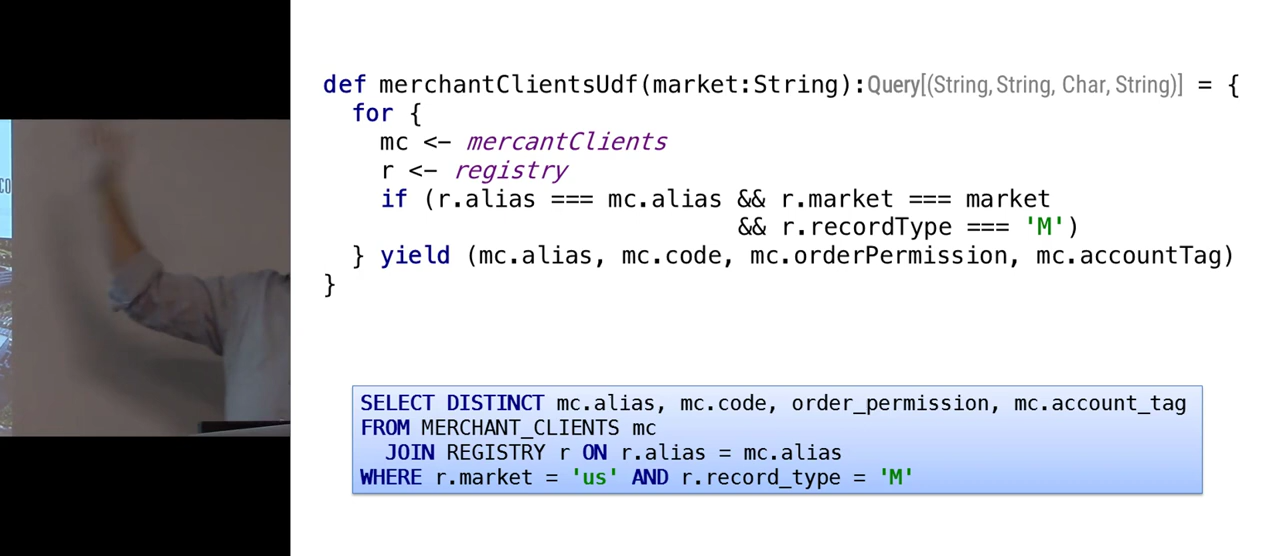 def merchantClientsUdf(market:String):Query[(String, String, Char, String)] = {
for {
mc <- mercantClients
r <- registry
if (r.alias === mc.alias && r.market === market
&& r.recordType === 'M')
} yield (mc.alias, mc.code, mc.orderPermission, mc.accountTag)
}
SELECT DISTINCT mc.alias, mc.code, order_permission, mc.account_tag
FROM MERCHANT_CLIENTS mc
JOIN REGISTRY r ON r.alias = mc.alias
WHERE r.market = 'us' AND r.record_type = 'M'